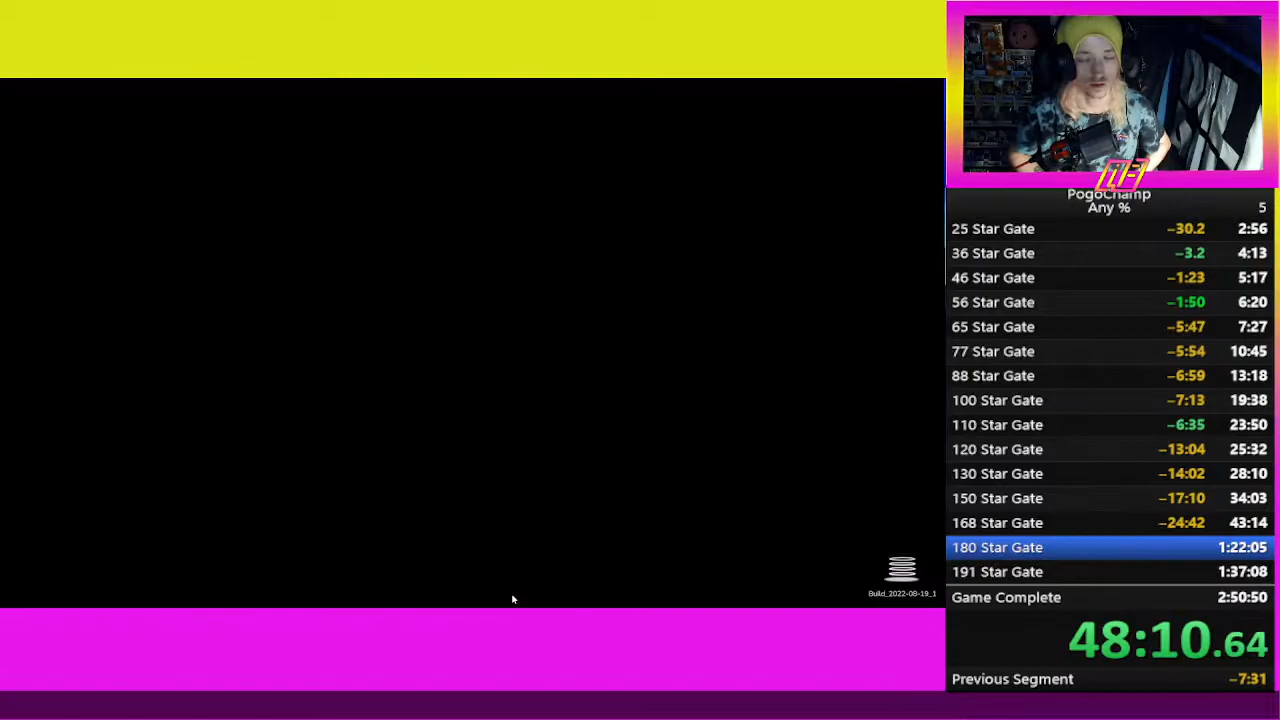 PogoChamp
Any % 5
25 Star Gate −30.2 2:56
36 Star Gate −3.2 4:13
46 Star Gate −1:23 5:17
56 Star Gate −1:50 6:20
65 Star Gate −5:47 7:27
77 Star Gate −5:54 10:45
88 Star Gate −6:59 13:18
100 Star Gate −7:13 19:38
110 Star Gate −6:35 23:50
120 Star Gate −13:04 25:32
130 Star Gate −14:02 28:10
150 Star Gate −17:10 34:03
168 Star Gate −24:42 43:14
180 Star Gate 1:22:05
191 Star Gate 1:37:08
Game Complete 2:50:50
48:10.64
Previous Segment −7:31
Build_2022-08-19_1